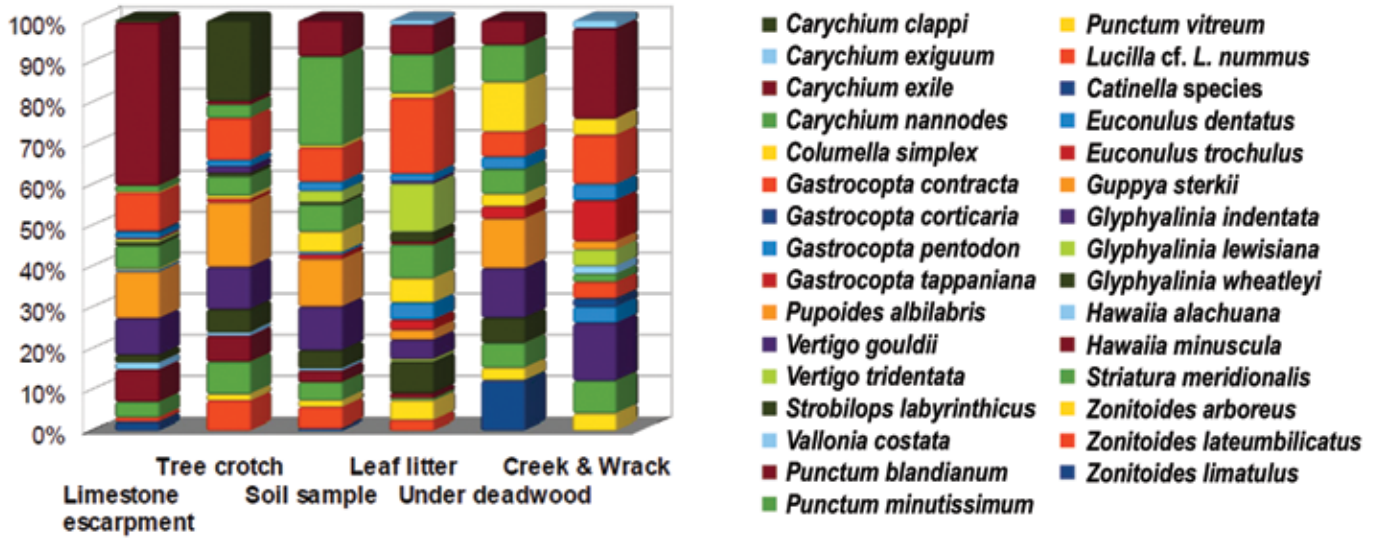 100%
90%
80%
70%
60%
50%
40%
30%
20%
10%
0%
Tree crotch Leaf litter Creek & Wrack
Limestone Soil sample Under deadwood
escarpment
Carychium clappi
Carychium exiguum
Carychium exile
Carychium nannodes
Columella simplex
Gastrocopta contracta
Gastrocopta corticaria
Gastrocopta pentodon
Gastrocopta tappaniana
Pupoides albilabris
Vertigo gouldii
Vertigo tridentata
Strobilops labyrinthicus
Vallonia costata
Punctum blandianum
Punctum minutissimum
Punctum vitreum
Lucilla cf. L. nummus
Catinella species
Euconulus dentatus
Euconulus trochulus
Guppya sterkii
Glyphyalinia indentata
Glyphyalinia lewisiana
Glyphyalinia wheatleyi
Hawaiia alachuana
Hawaiia minuscula
Striatura meridionalis
Zonitoides arboreus
Zonitoides lateumbilicatus
Zonitoides limatulus